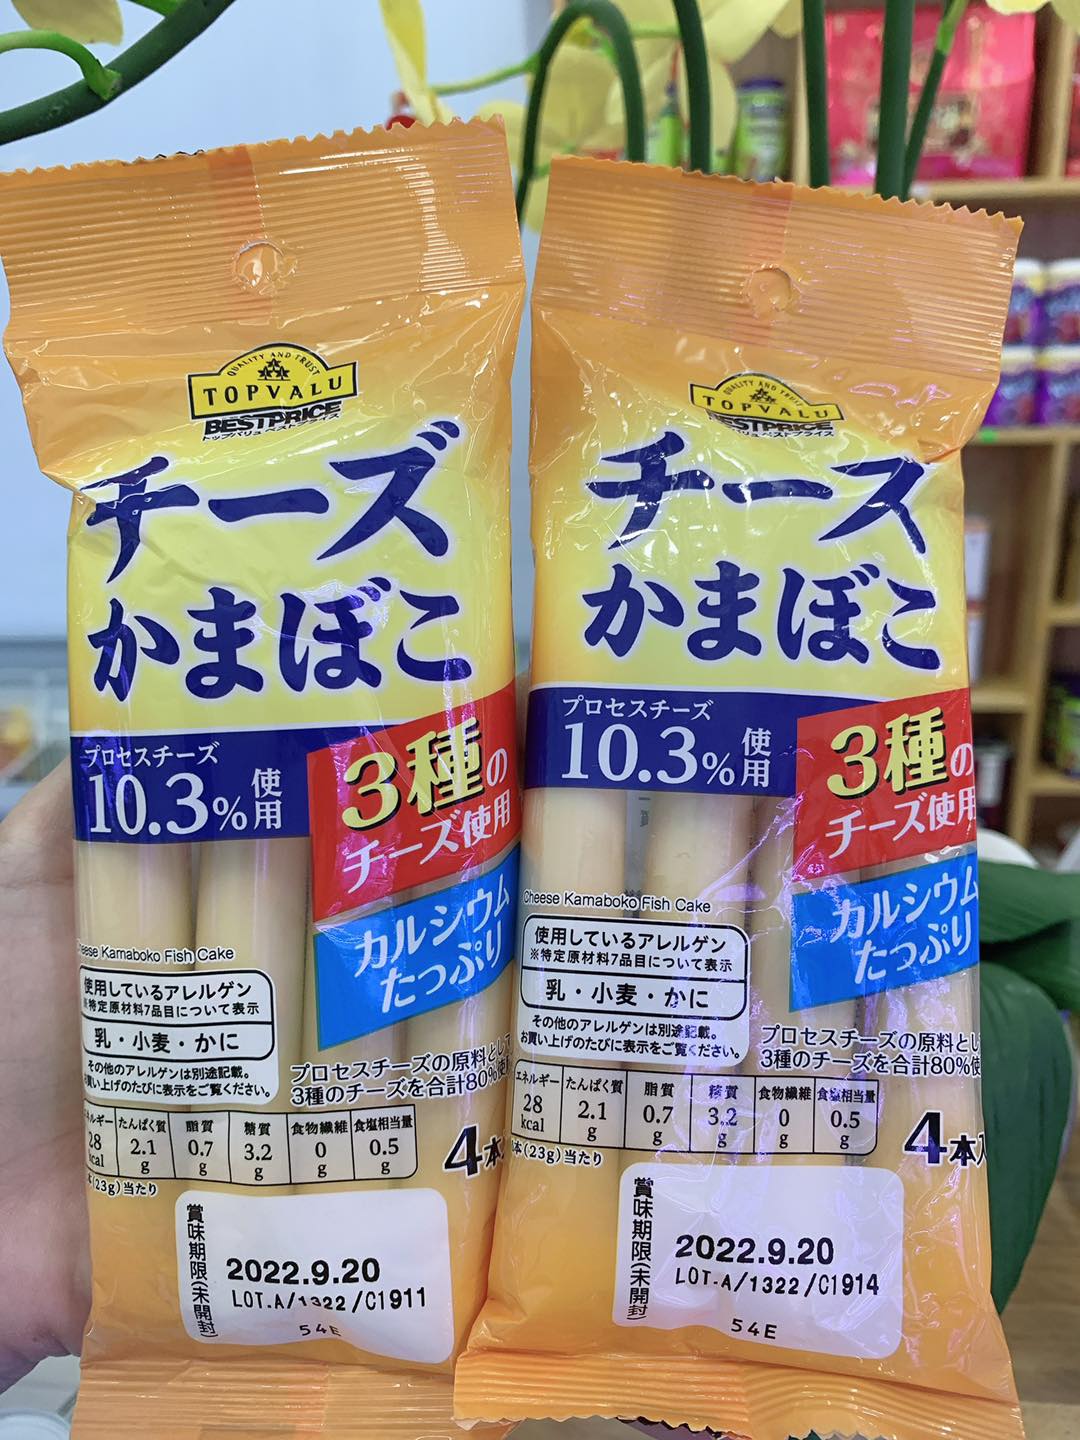 QUALITY AND TRUST
TOPVALU
BESTPRICE
トップバリュ ベストプライス
チーズ
かまぼこ
プロセスチーズ
10.3%使用
3種の
チーズ使用
カルシウム
たっぷり
Cheese Kamaboko Fish Cake
使用しているアレルゲン
※特定原材料7品目について表示
乳・小麦・かに
その他のアレルゲンは別途記載。
買い上げのたびに表示をご覧ください。
プロセスチーズの原料として
3種のチーズを合計80%使
エネルギー たんぱく質 脂質 糖質 食物繊維 食塩相当量
28 kcal 2.1 g 0.7 g 3.2 g 0 g 0.5 g
本(23g)当たり
4本
賞味期限(未開封)
2022.9.20
LOT.A/1322/C1911
54E
QUALITY AND TRUST
TOPVALU
BESTPRICE
バリュ ベストプライス
チーズ
かまぼこ
プロセスチーズ
10.3%使用
3種の
チーズ使用
カルシウム
たっぷり
Cheese Kamaboko Fish Cake
使用しているアレルゲン
※特定原材料7品目について表示
乳・小麦・かに
その他のアレルゲンは別途記載。
お買い上げのたびに表示をご覧ください。
プロセスチーズの原料とし
3種のチーズを合計80%使
エネルギー たんぱく質 脂質 糖質 食物繊維 食塩相当量
28 kcal 2.1 g 0.7 g 3.2 g 0 g 0.5 g
本(23g)当たり
4本入
賞味期限(未開封)
2022.9.20
LOT.A/1322/C1914
54E